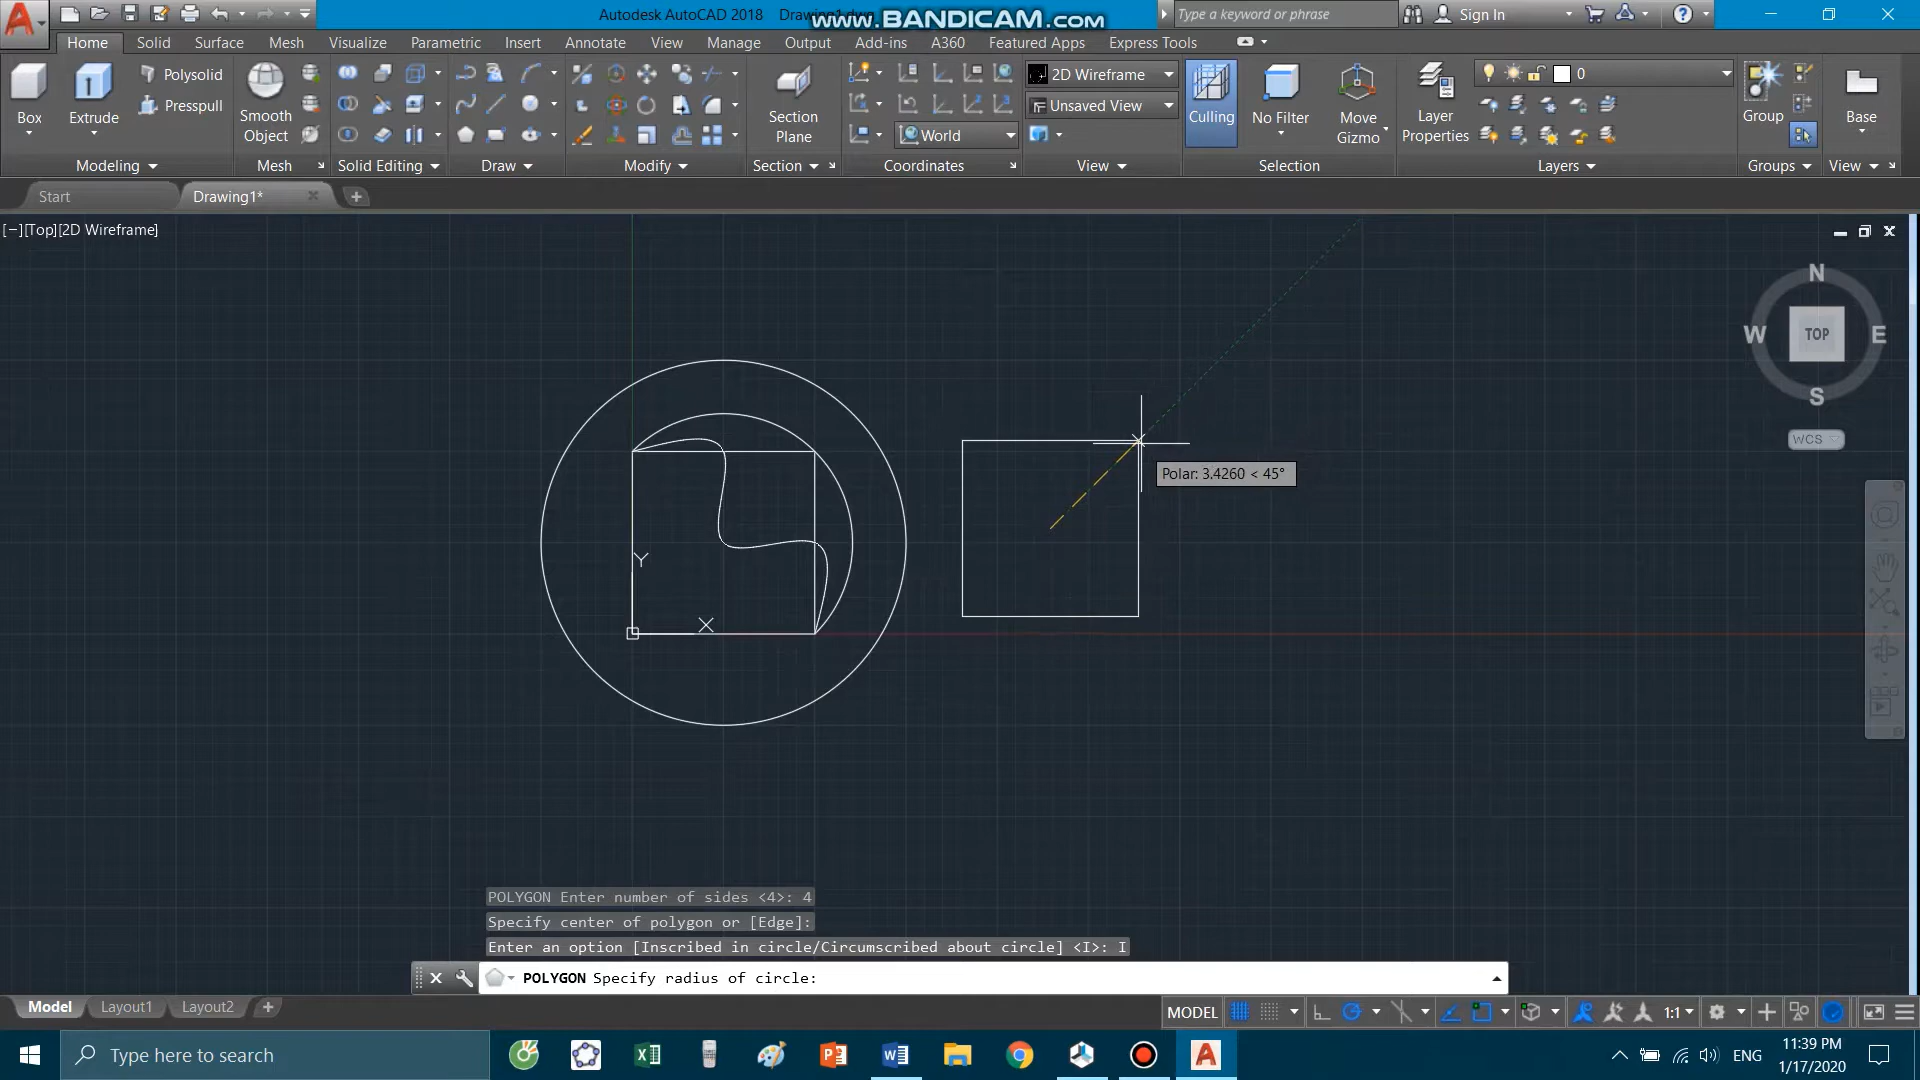 Autodesk AutoCAD 2018 Drawing1.dwg
www.BANDICAM.com
Type a keyword or phrase
Sign In
Home Solid Surface Mesh Visualize Parametric Insert Annotate View Manage Output Add-ins A360 Featured Apps Express Tools
Box
Extrude
Polysolid
Presspull
Smooth
Object
Section
Plane
World
2D Wireframe
Unsaved View
Culling
No Filter
Move
Gizmo
Layer
Properties
0
Group
Base
Modeling Mesh Solid Editing Draw Modify Section Coordinates View Selection Layers Groups View
Start
Drawing1*
[−][Top][2D Wireframe]
N
W
TOP
E
S
WCS
Polar: 3.4260 < 45°
Y
X
POLYGON Enter number of sides <4>: 4
Specify center of polygon or [Edge]:
Enter an option [Inscribed in circle/Circumscribed about circle] <I>: I
POLYGON Specify radius of circle:
Model Layout1 Layout2
MODEL
1:1
Type here to search
ENG
11:39 PM
1/17/2020